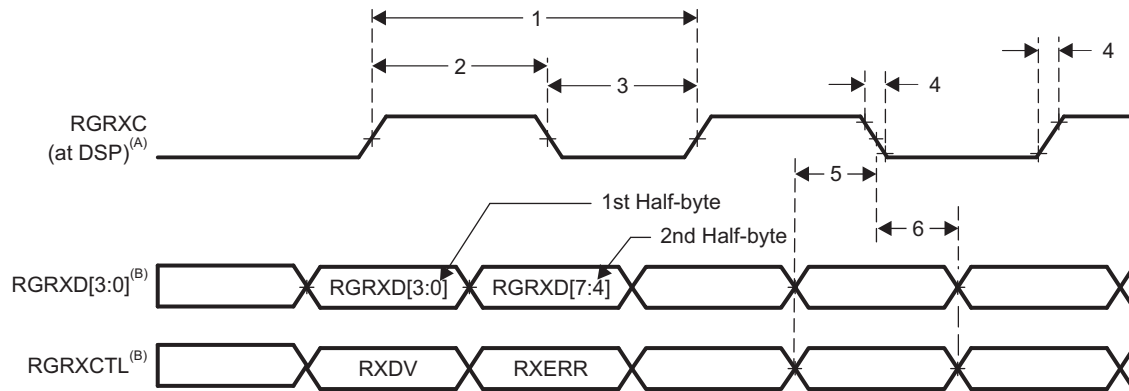 1
4
2
3
4
RGRXC
(at DSP)(A)
5
1st Half-byte
6
2nd Half-byte
RGRXD[3:0](B)
RGRXD[3:0]
RGRXD[7:4]
RGRXCTL(B)
RXDV
RXERR